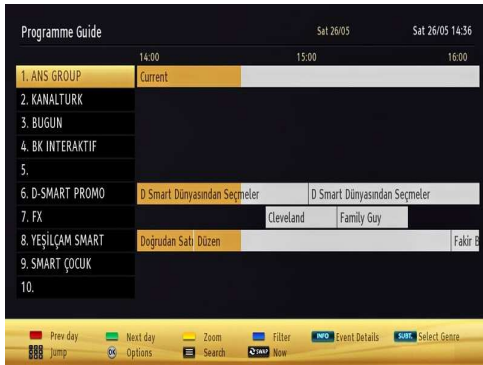 Programme Guide Sat 26/05 Sat 26/05 14:36
14:00 15:00 16:00
1. ANS GROUP Current
2. KANALTURK
3. BUGUN
4. BK INTERAKTIF
5.
6. D-SMART PROMO D Smart Dünyasından Seçmeler D Smart Dünyasından Seçmeler
7. FX Cleveland Family Guy
8. YEŞİLÇAM SMART Doğrudan Satı Düzen Fakir B
9. SMART ÇOCUK
10.
Prev day Next day Zoom Filter INFO Event Details SUBT. Select Genre
Jump OK Options Search SWAP Now